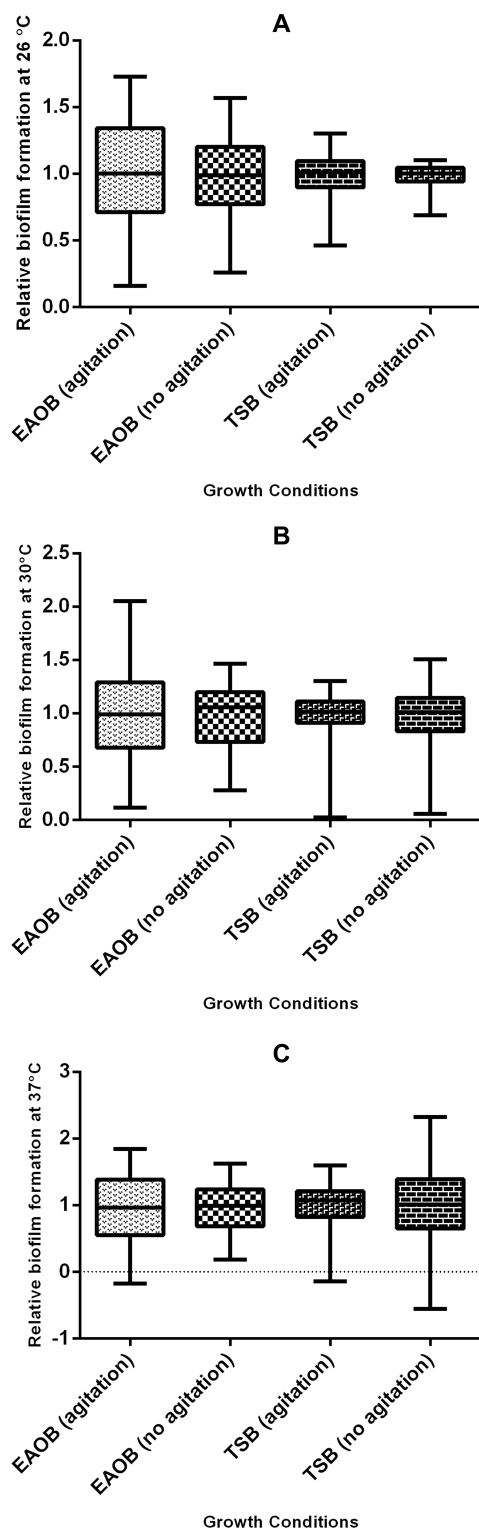 A
Relative biofilm formation at 26 °C
2.0
1.5
1.0
0.5
0.0
EAOB (agitation)
EAOB (no agitation)
TSB (agitation)
TSB (no agitation)
Growth Conditions
B
Relative biofilm formation at 30°C
2.5
2.0
1.5
1.0
0.5
0.0
EAOB (agitation)
EAOB (no agitation)
TSB (agitation)
TSB (no agitation)
Growth Conditions
C
Relative biofilm formation at 37°C
3
2
1
0
-1
EAOB (agitation)
EAOB (no agitation)
TSB (agitation)
TSB (no agitation)
Growth Conditions